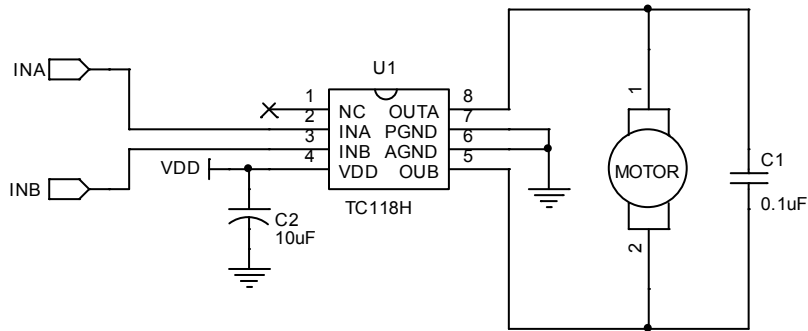 INA
INB
VDD
C2
10uF
U1
1 NC OUTA 8
2 INA PGND 7
3 INB AGND 6
4 VDD OUB 5
TC118H
1
MOTOR
2
C1
0.1uF